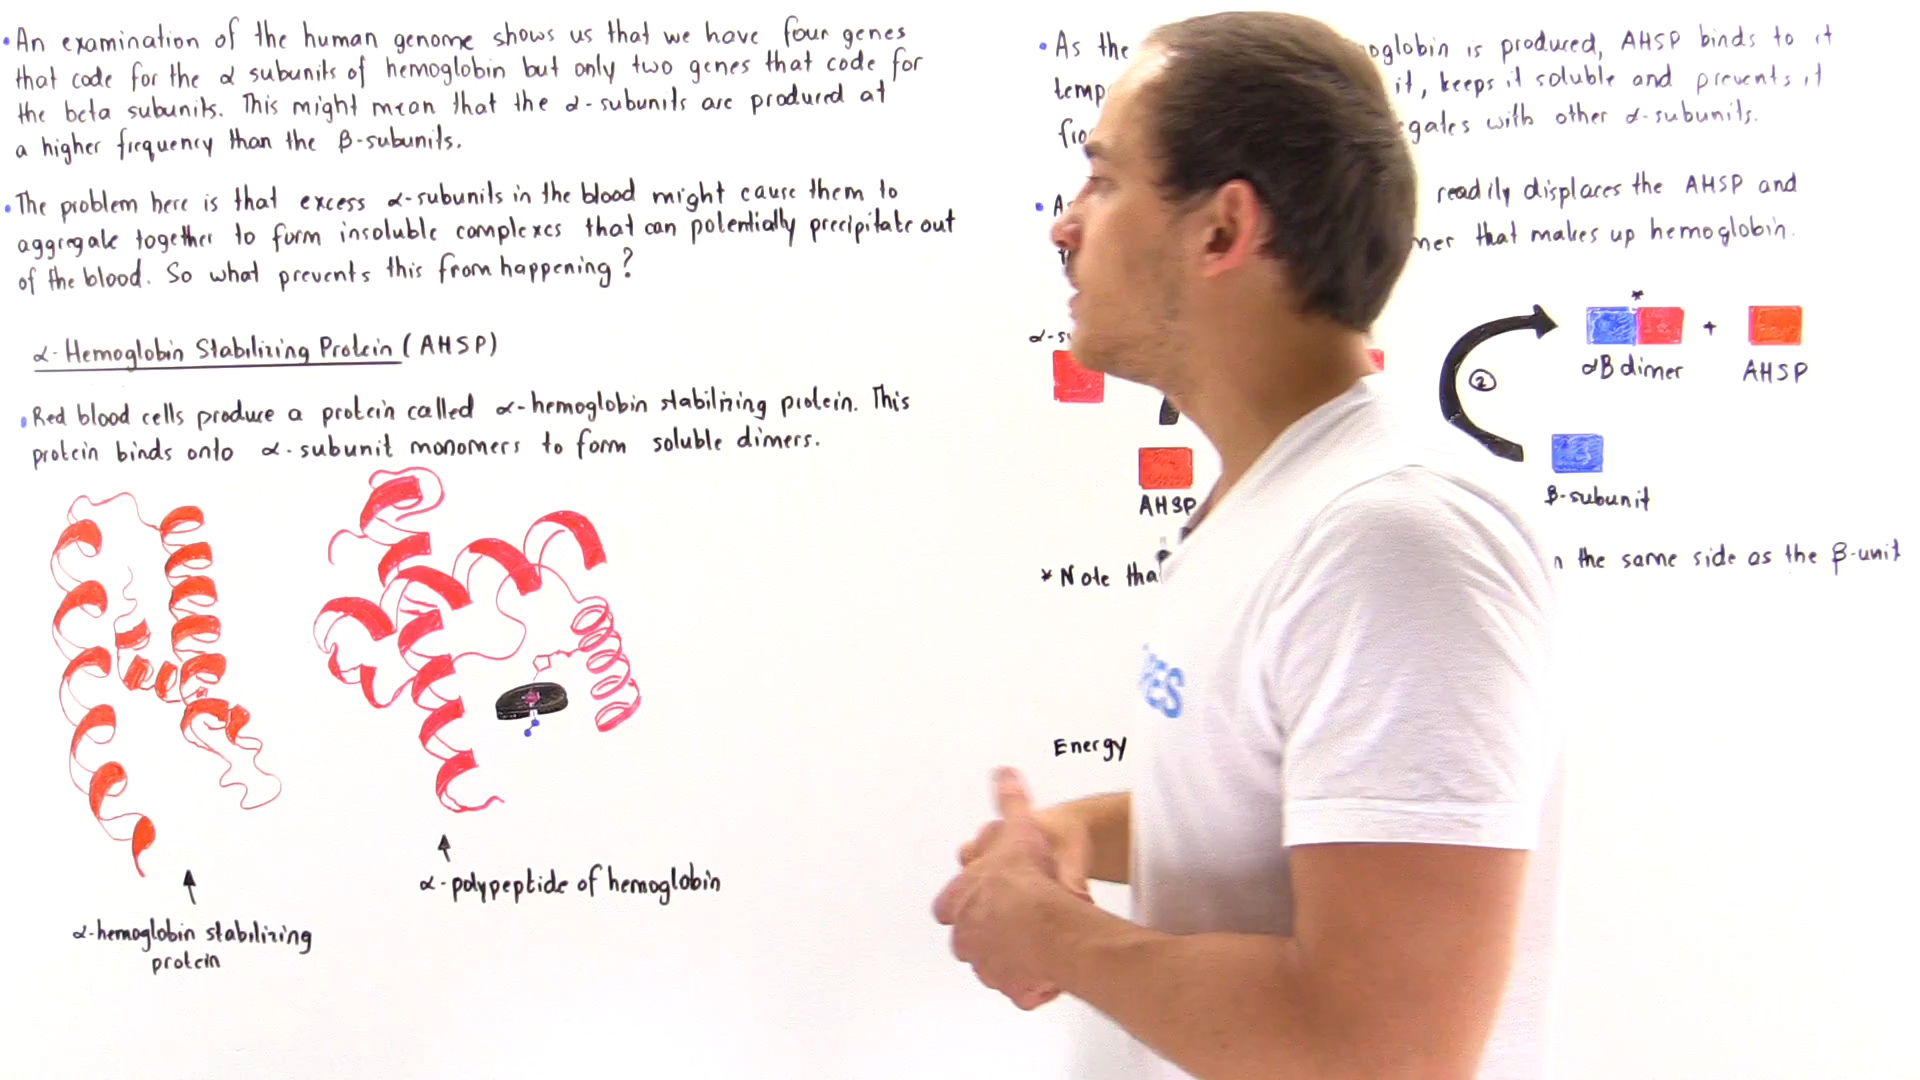 • An examination of the human genome shows us that we have four genes
that code for the α subunits of hemoglobin but only two genes that code for
the beta subunits. This might mean that the α-subunits are produced at
a higher frequency than the β-subunits.
• The problem here is that excess α-subunits in the blood might cause them to
aggregate together to form insoluble complexes that can potentially precipitate out
of the blood. So what prevents this from happening?
α-Hemoglobin Stabilizing Protein (AHSP)
• Red blood cells produce a protein called α-hemoglobin stabilizing protein. This
protein binds onto α-subunit monomers to form soluble dimers.
α-hemoglobin stabilizing
protein
α-polypeptide of hemoglobin
• As the oglobin is produced, AHSP binds to it
temp it, keeps it soluble and prevents it
gates with other α-subunits.
• readily displaces the AHSP and
mer that makes up hemoglobin.
α-s
AHSP
2
*
+
αβ dimer
AHSP
β-subunit
* Note tha n the same side as the β-unit
Energy
ES